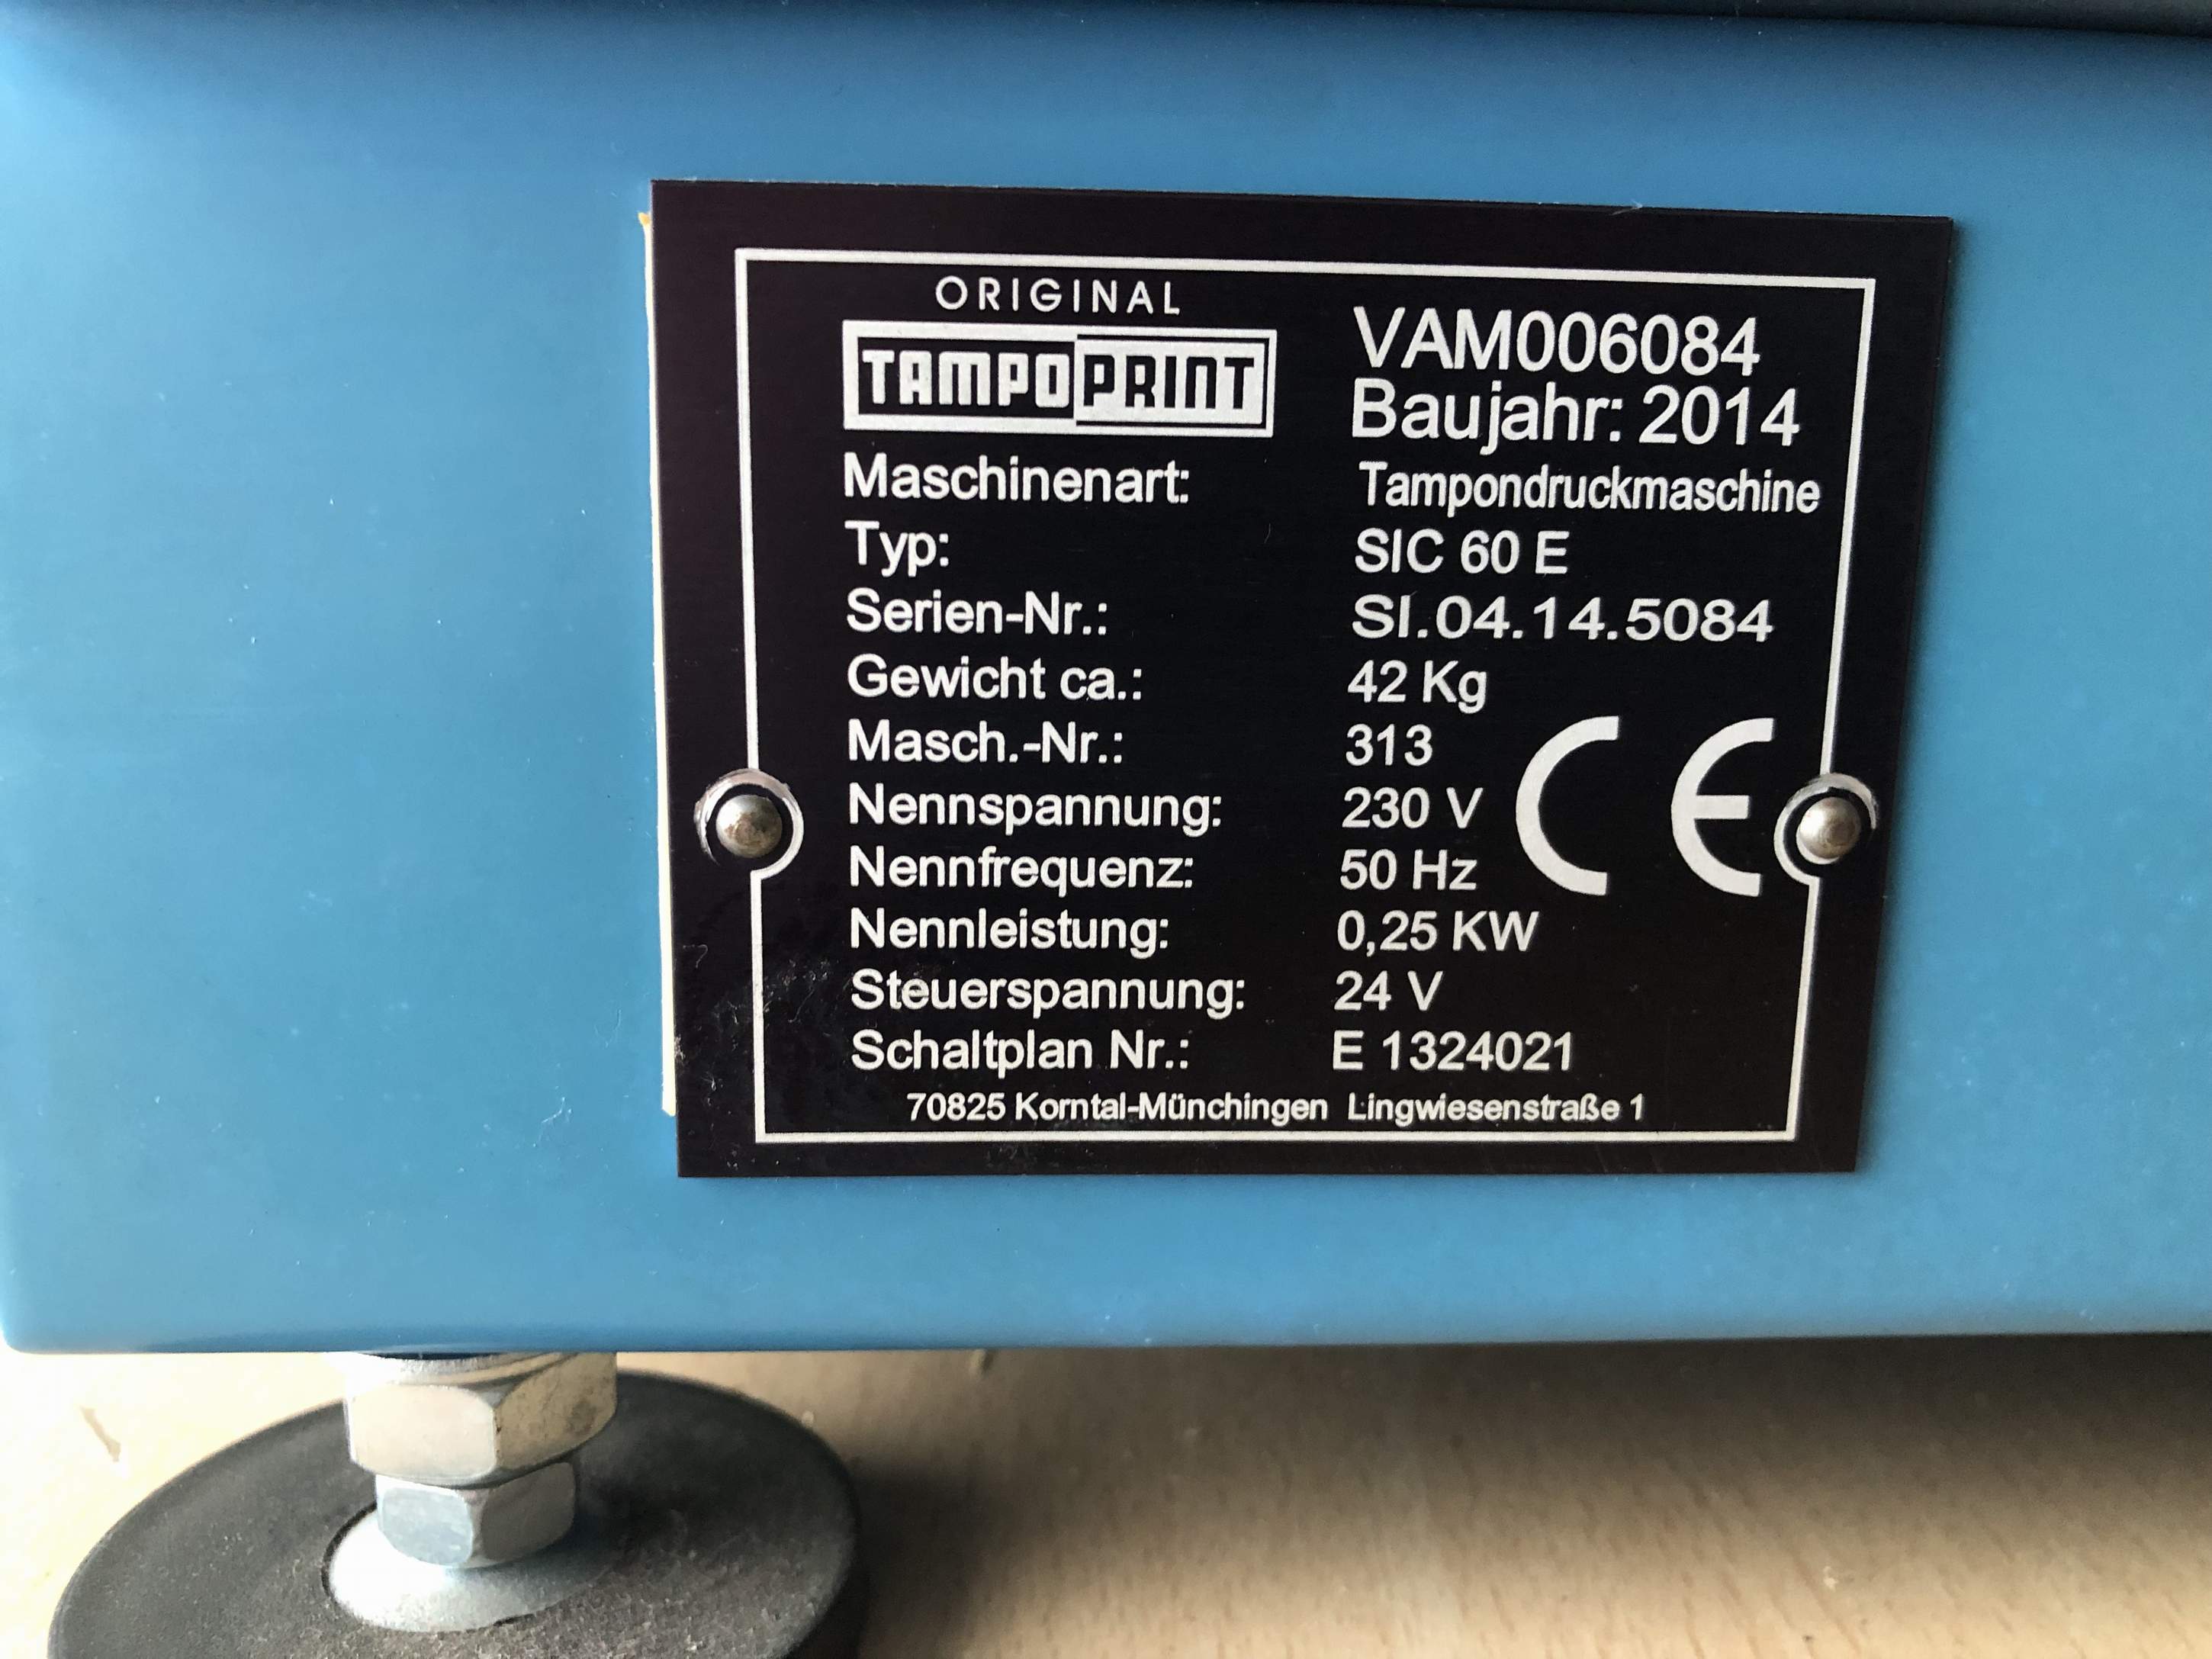 ORIGINAL
TAMPOPRINT
VAM006084
Baujahr: 2014
Maschinenart: Tampondruckmaschine
Typ: SIC 60 E
Serien-Nr.: SI.04.14.5084
Gewicht ca.: 42 Kg
Masch.-Nr.: 313
Nennspannung: 230 V
Nennfrequenz: 50 Hz
Nennleistung: 0,25 KW
Steuerspannung: 24 V
Schaltplan Nr.: E 1324021
CE
70825 Korntal-Münchingen Lingwiesenstraße 1